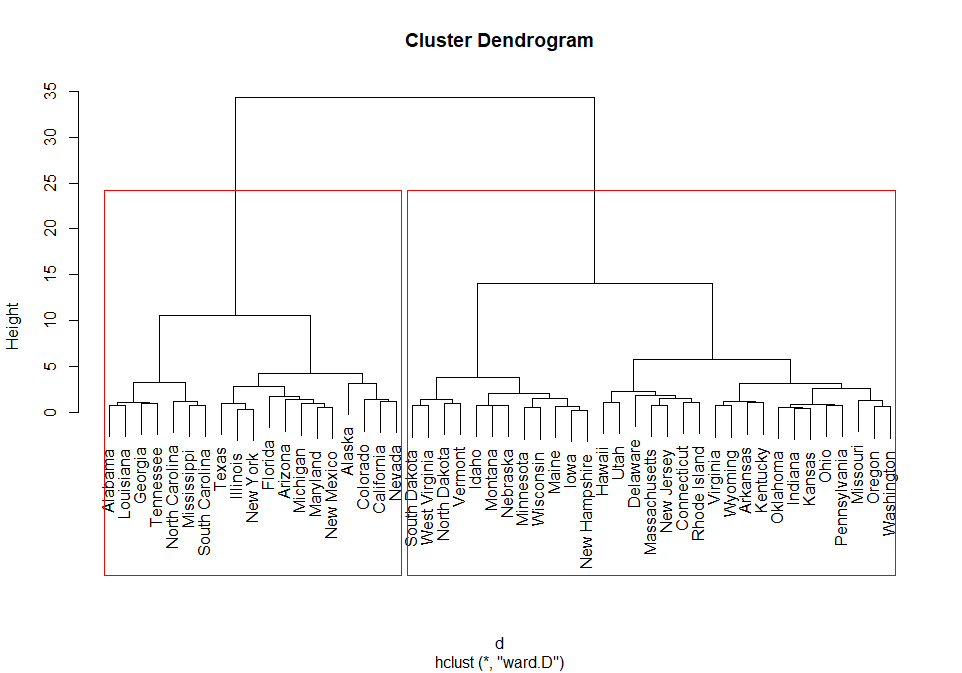 Cluster Dendrogram
Height
35
30
25
20
15
10
5
0
Alabama
Louisiana
Georgia
Tennessee
North Carolina
Mississippi
South Carolina
Texas
Illinois
New York
Florida
Arizona
Michigan
Maryland
New Mexico
Alaska
Colorado
California
Nevada
South Dakota
West Virginia
North Dakota
Vermont
Idaho
Montana
Nebraska
Minnesota
Wisconsin
Maine
Iowa
New Hampshire
Hawaii
Utah
Delaware
Massachusetts
New Jersey
Connecticut
Rhode Island
Virginia
Wyoming
Arkansas
Kentucky
Oklahoma
Indiana
Kansas
Ohio
Pennsylvania
Missouri
Oregon
Washington
d
hclust (*, "ward.D")